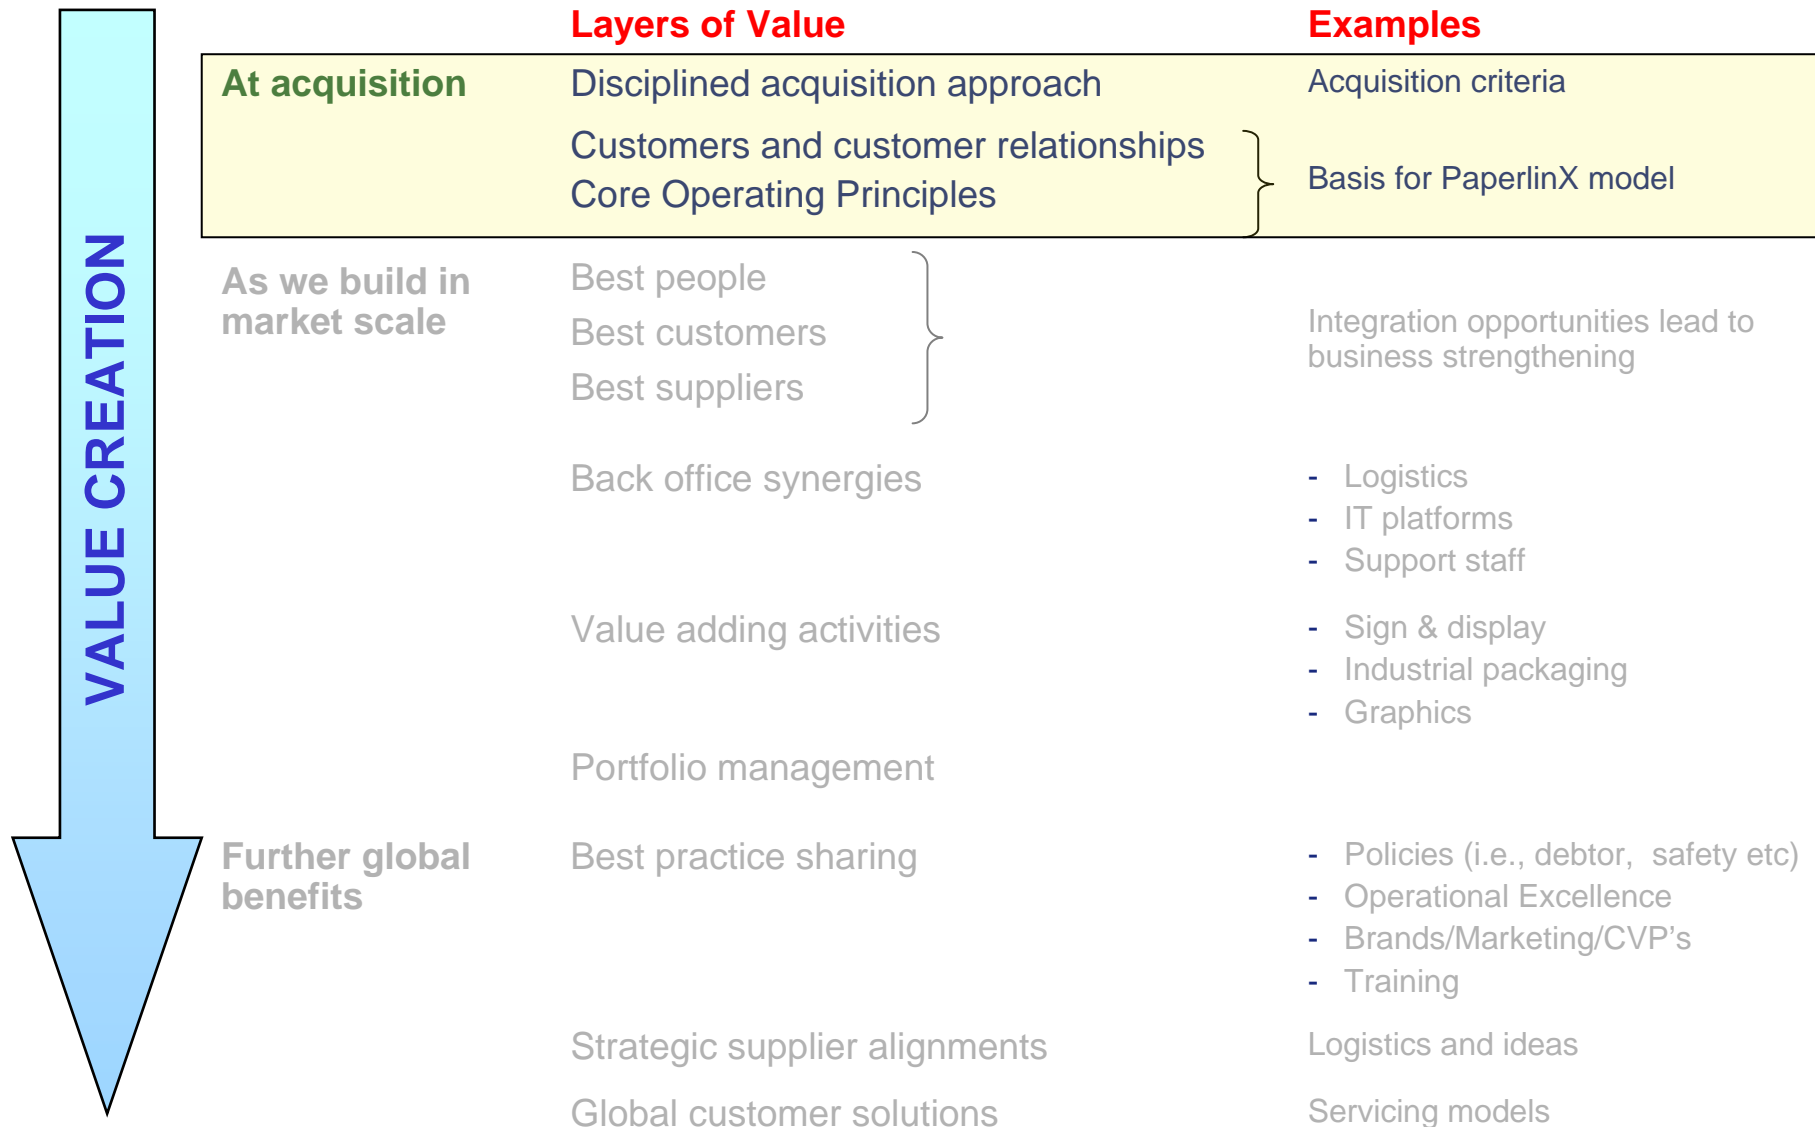 Layers of Value
Examples
At acquisition
Disciplined acquisition approach
Acquisition criteria
Customers and customer relationships
Core Operating Principles
Basis for PaperlinX model
VALUE CREATION
As we build in
market scale
Best people
Best customers
Best suppliers
Integration opportunities lead to
business strengthening
Back office synergies
- Logistics
- IT platforms
- Support staff
Value adding activities
- Sign & display
- Industrial packaging
- Graphics
Portfolio management
Further global
benefits
Best practice sharing
- Policies (i.e., debtor,  safety etc)
- Operational Excellence
- Brands/Marketing/CVP’s
- Training
Strategic supplier alignments
Logistics and ideas
Global customer solutions
Servicing models